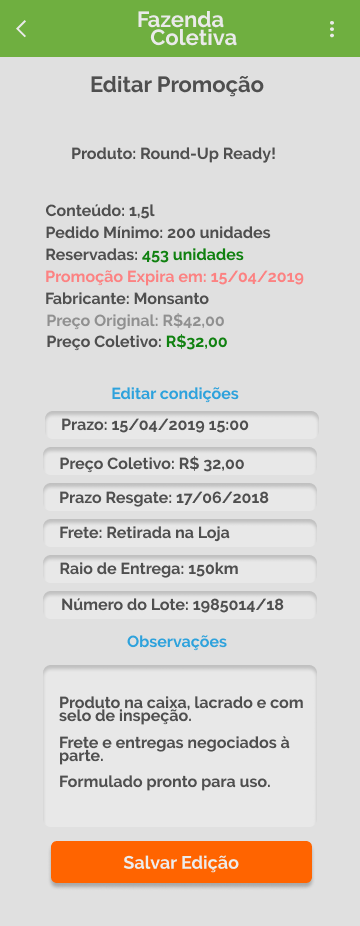 Fazenda
Coletiva
Editar Promoção
Produto: Round-Up Ready!
Conteúdo: 1,5l
Pedido Mínimo: 200 unidades
Reservadas: 453 unidades
Promoção Expira em: 15/04/2019
Fabricante: Monsanto
Preço Original: R$42,00
Preço Coletivo: R$32,00
Editar condições
Prazo: 15/04/2019 15:00
Preço Coletivo: R$ 32,00
Prazo Resgate: 17/06/2018
Frete: Retirada na Loja
Raio de Entrega: 150km
Número do Lote: 1985014/18
Observações
Produto na caixa, lacrado e com
selo de inspeção.
Frete e entregas negociados à
parte.
Formulado pronto para uso.
Salvar Edição